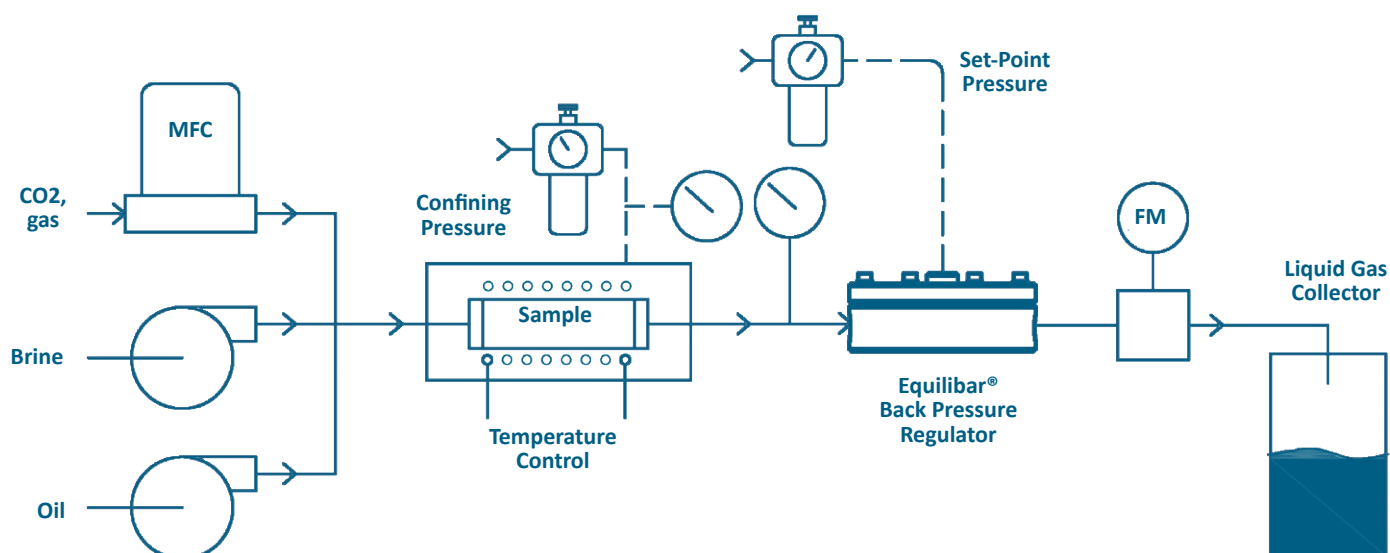 MFC
CO2,
gas
Brine
Oil
Confining
Pressure
Sample
Temperature
Control
Set-Point
Pressure
Equilibar®
Back Pressure
Regulator
FM
Liquid Gas
Collector